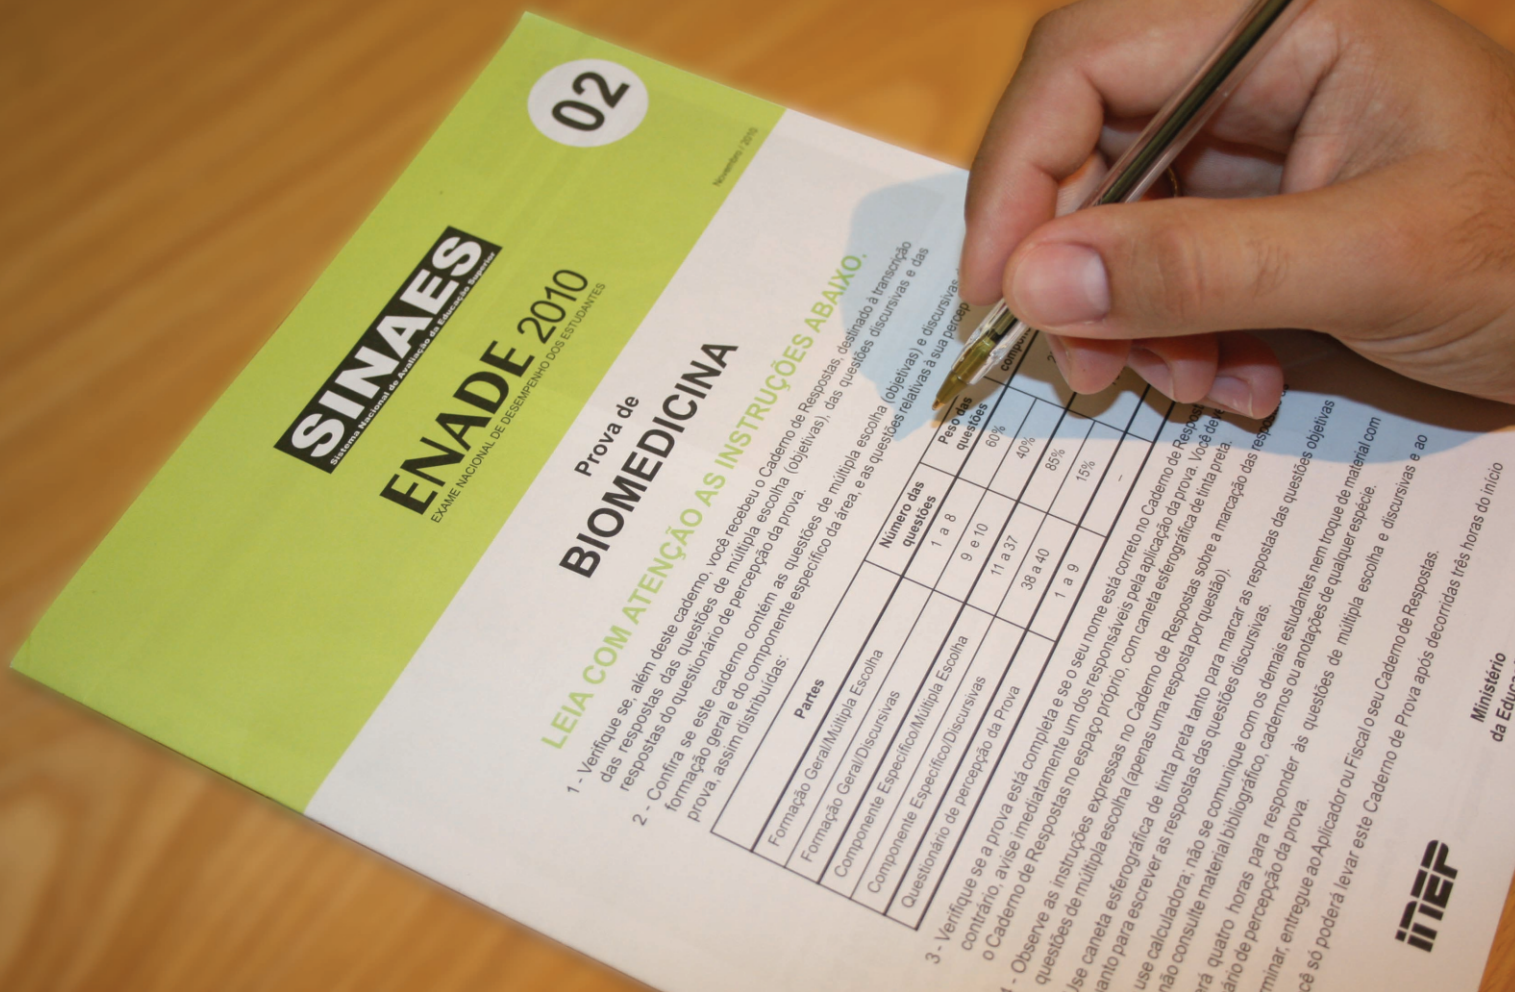 02
Novembro / 2010
SINAES
Sistema Nacional de Avaliação da Educação Superior
ENADE 2010
EXAME NACIONAL DE DESEMPENHO DOS ESTUDANTES
Prova de
BIOMEDICINA
LEIA COM ATENÇÃO AS INSTRUÇÕES ABAIXO.
1 - Verifique se, além deste caderno, você recebeu o Caderno de Respostas, destinado à transcrição
das respostas das questões de múltipla escolha (objetivas), das questões discursivas e das
respostas do questionário de percepção da prova.
2 - Confira se este caderno contém as questões de múltipla escolha (objetivas) e discursivas
formação geral e do componente específico da área, e as questões relativas à sua percep
prova, assim distribuídas:
Partes Número das questões Peso das questões compon
Formação Geral/Múltipla Escolha 1 a 8 60%
Formação Geral/Discursivas 9 e 10 40%
Componente Específico/Múltipla Escolha 11 a 37 85%
Componente Específico/Discursivas 38 a 40 15%
Questionário de percepção da Prova 1 a 9 –
3 - Verifique se a prova está completa e se o seu nome está correto no Caderno de Respos
contrário, avise imediatamente um dos responsáveis pela aplicação da prova. Você deve
o Caderno de Respostas no espaço próprio, com caneta esferográfica de tinta preta.
- Observe as instruções expressas no Caderno de Respostas sobre a marcação das respo
questões de múltipla escolha (apenas uma resposta por questão).
Use caneta esferográfica de tinta preta tanto para marcar as respostas das questões objetivas
uanto para escrever as respostas das questões discursivas.
use calculadora; não se comunique com os demais estudantes nem troque de material com
não consulte material bibliográfico, cadernos ou anotações de qualquer espécie.
rá quatro horas para responder às questões de múltipla escolha e discursivas e ao
ário de percepção da prova.
minar, entregue ao Aplicador ou Fiscal o seu Caderno de Respostas.
cê só poderá levar este Caderno de Prova após decorridas três horas do início
INEP
Ministério
da Educa